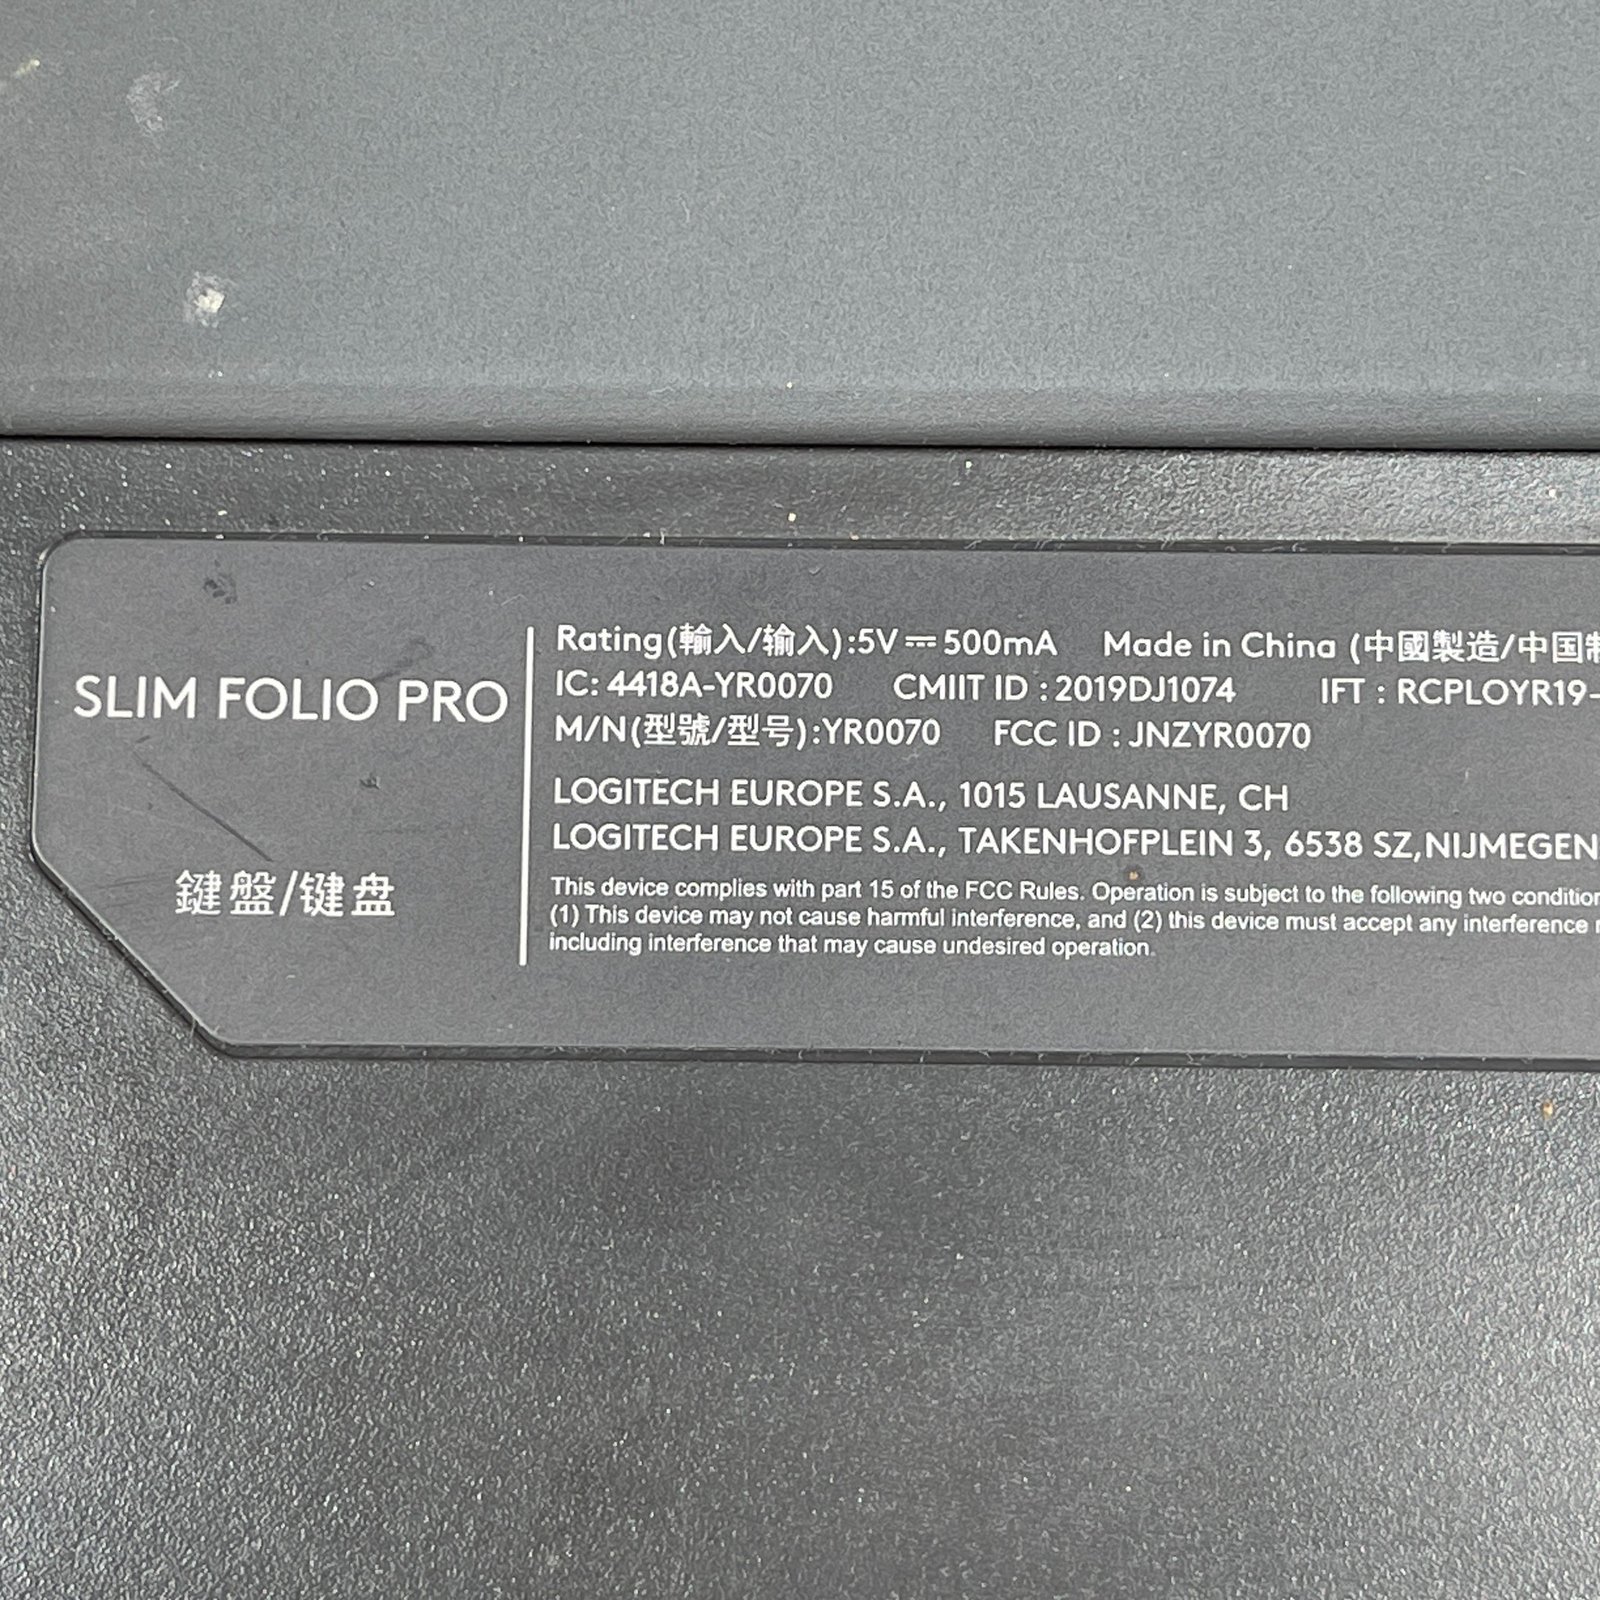 SLIM FOLIO PRO
鍵盤/键盘
Rating(輸入/输入):5V⎓500mA Made in China (中國製造/中国制
IC: 4418A-YR0070 CMIIT ID : 2019DJ1074 IFT : RCPLOYR19-
M/N(型號/型号):YR0070 FCC ID : JNZYR0070
LOGITECH EUROPE S.A., 1015 LAUSANNE, CH
LOGITECH EUROPE S.A., TAKENHOFPLEIN 3, 6538 SZ,NIJMEGEN
This device complies with part 15 of the FCC Rules. Operation is subject to the following two condition
(1) This device may not cause harmful interference, and (2) this device must accept any interference
including interference that may cause undesired operation.